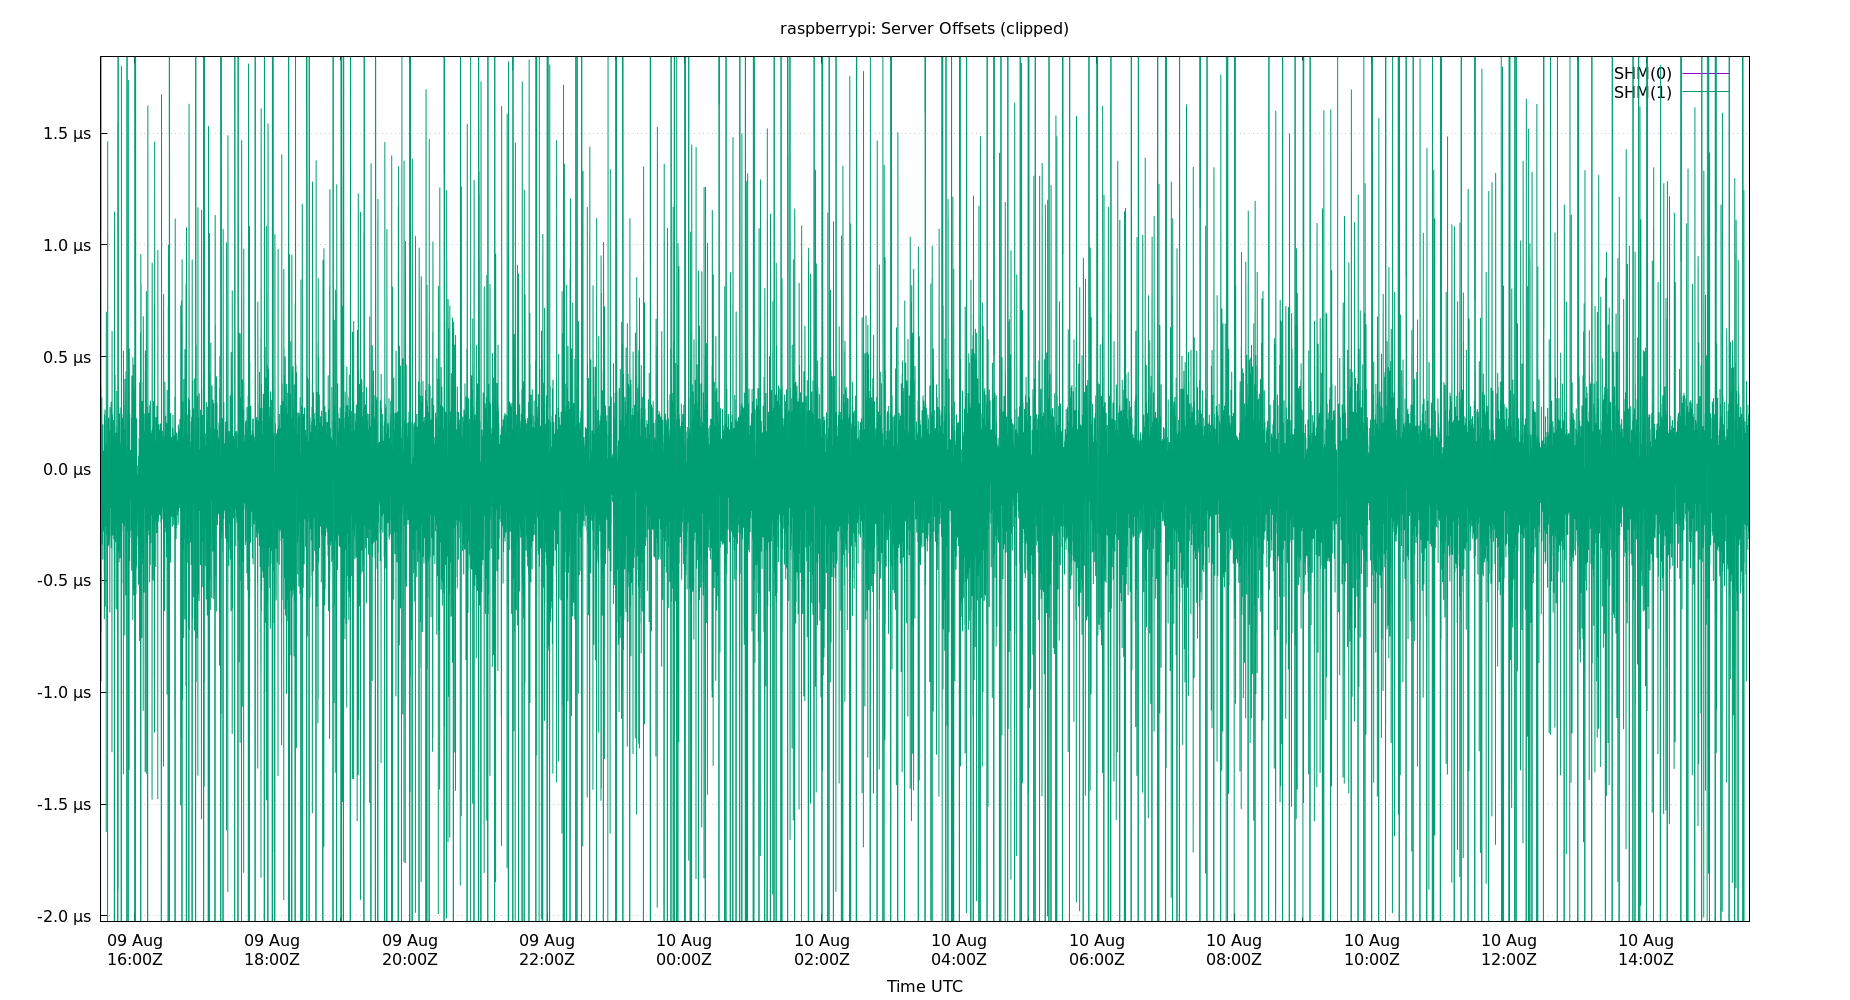 raspberrypi: Server Offsets (clipped)
SHM(0)
SHM(1)
1.5 µs
1.0 µs
0.5 µs
0.0 µs
-0.5 µs
-1.0 µs
-1.5 µs
-2.0 µs
09 Aug 09 Aug 09 Aug 09 Aug 10 Aug 10 Aug 10 Aug 10 Aug 10 Aug 10 Aug 10 Aug 10 Aug
16:00Z 18:00Z 20:00Z 22:00Z 00:00Z 02:00Z 04:00Z 06:00Z 08:00Z 10:00Z 12:00Z 14:00Z
Time UTC